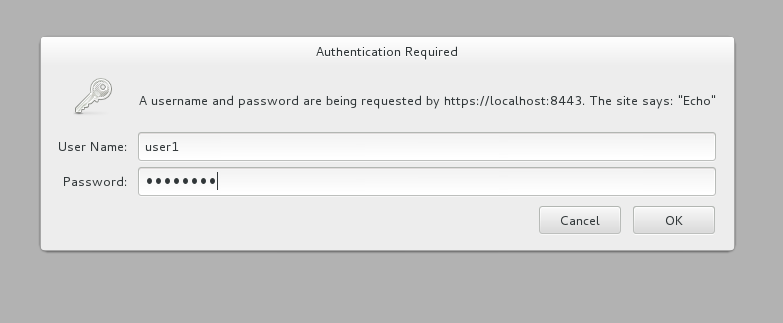 Authentication Required
A username and password are being requested by https://localhost:8443. The site says: "Echo"
User Name: user1
Password: ••••••••
Cancel OK